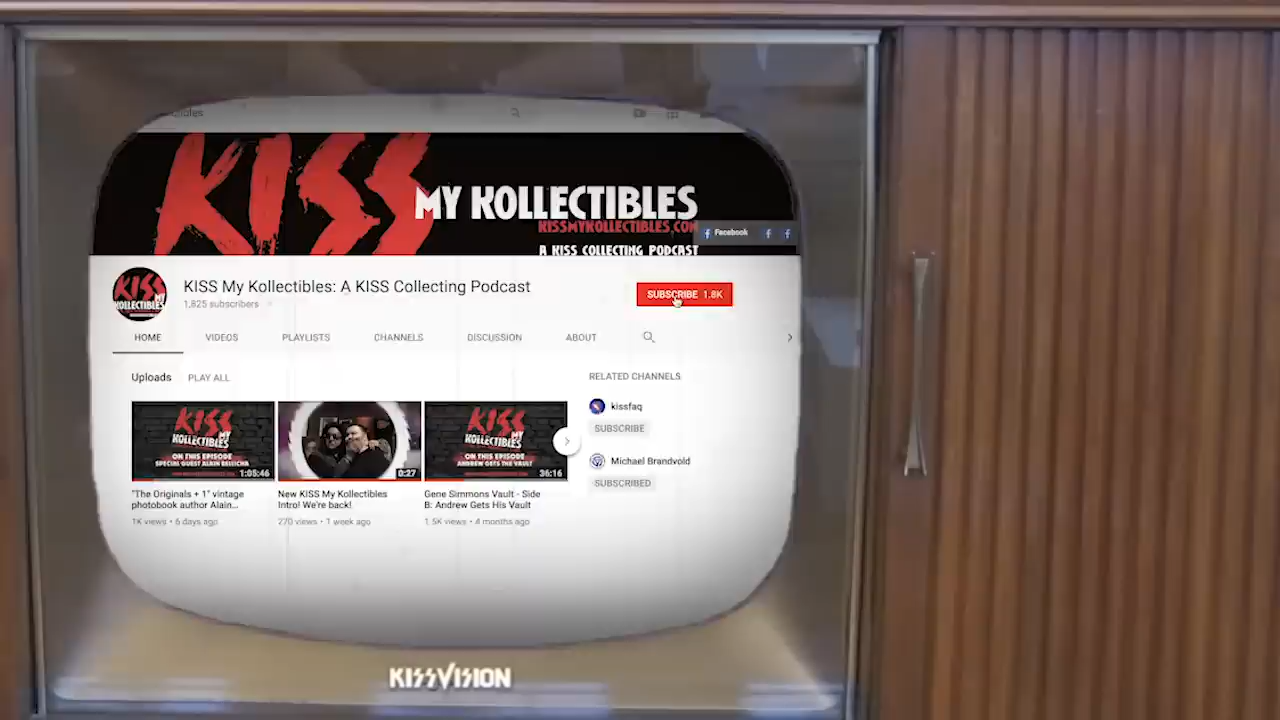 KISS
MY KOLLECTIBLES
KISSMYKOLLECTIBLES.COM
A KISS COLLECTING PODCAST
Facebook
KISS MY KOLLECTIBLES
KISS My Kollectibles: A KISS Collecting Podcast
1,825 subscribers
SUBSCRIBE 1.8K
HOME VIDEOS PLAYLISTS CHANNELS DISCUSSION ABOUT
Uploads PLAY ALL
RELATED CHANNELS
kissfaq
SUBSCRIBE
Michael Brandvold
SUBSCRIBED
KISS MY KOLLECTIBLES
ON THIS EPISODE
SPECIAL GUEST ALAIN BELLICHA
1:05:46
0:27
KISS MY KOLLECTIBLES
ON THIS EPISODE
ANDREW GETS THE VAULT
36:16
"The Originals + 1" vintage
photobook author Alain...
1K views • 6 days ago
New KISS My Kollectibles
Intro! We're back!
270 views • 1 week ago
Gene Simmons Vault - Side
B: Andrew Gets His Vault
1.5K views • 4 months ago
KISSVISION